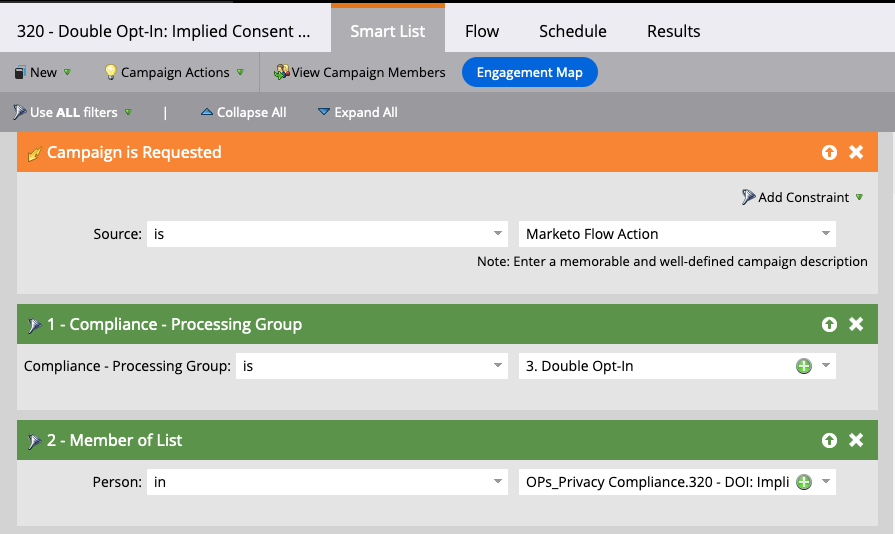 320 - Double Opt-In: Implied Consent ... Smart List Flow Schedule Results
New Campaign Actions View Campaign Members Engagement Map
Use ALL filters | Collapse All Expand All
Campaign is Requested
Add Constraint
Source: is Marketo Flow Action
Note: Enter a memorable and well-defined campaign description
1 - Compliance - Processing Group
Compliance - Processing Group: is 3. Double Opt-In
2 - Member of List
Person: in OPs_Privacy Compliance.320 - DOI: Impli